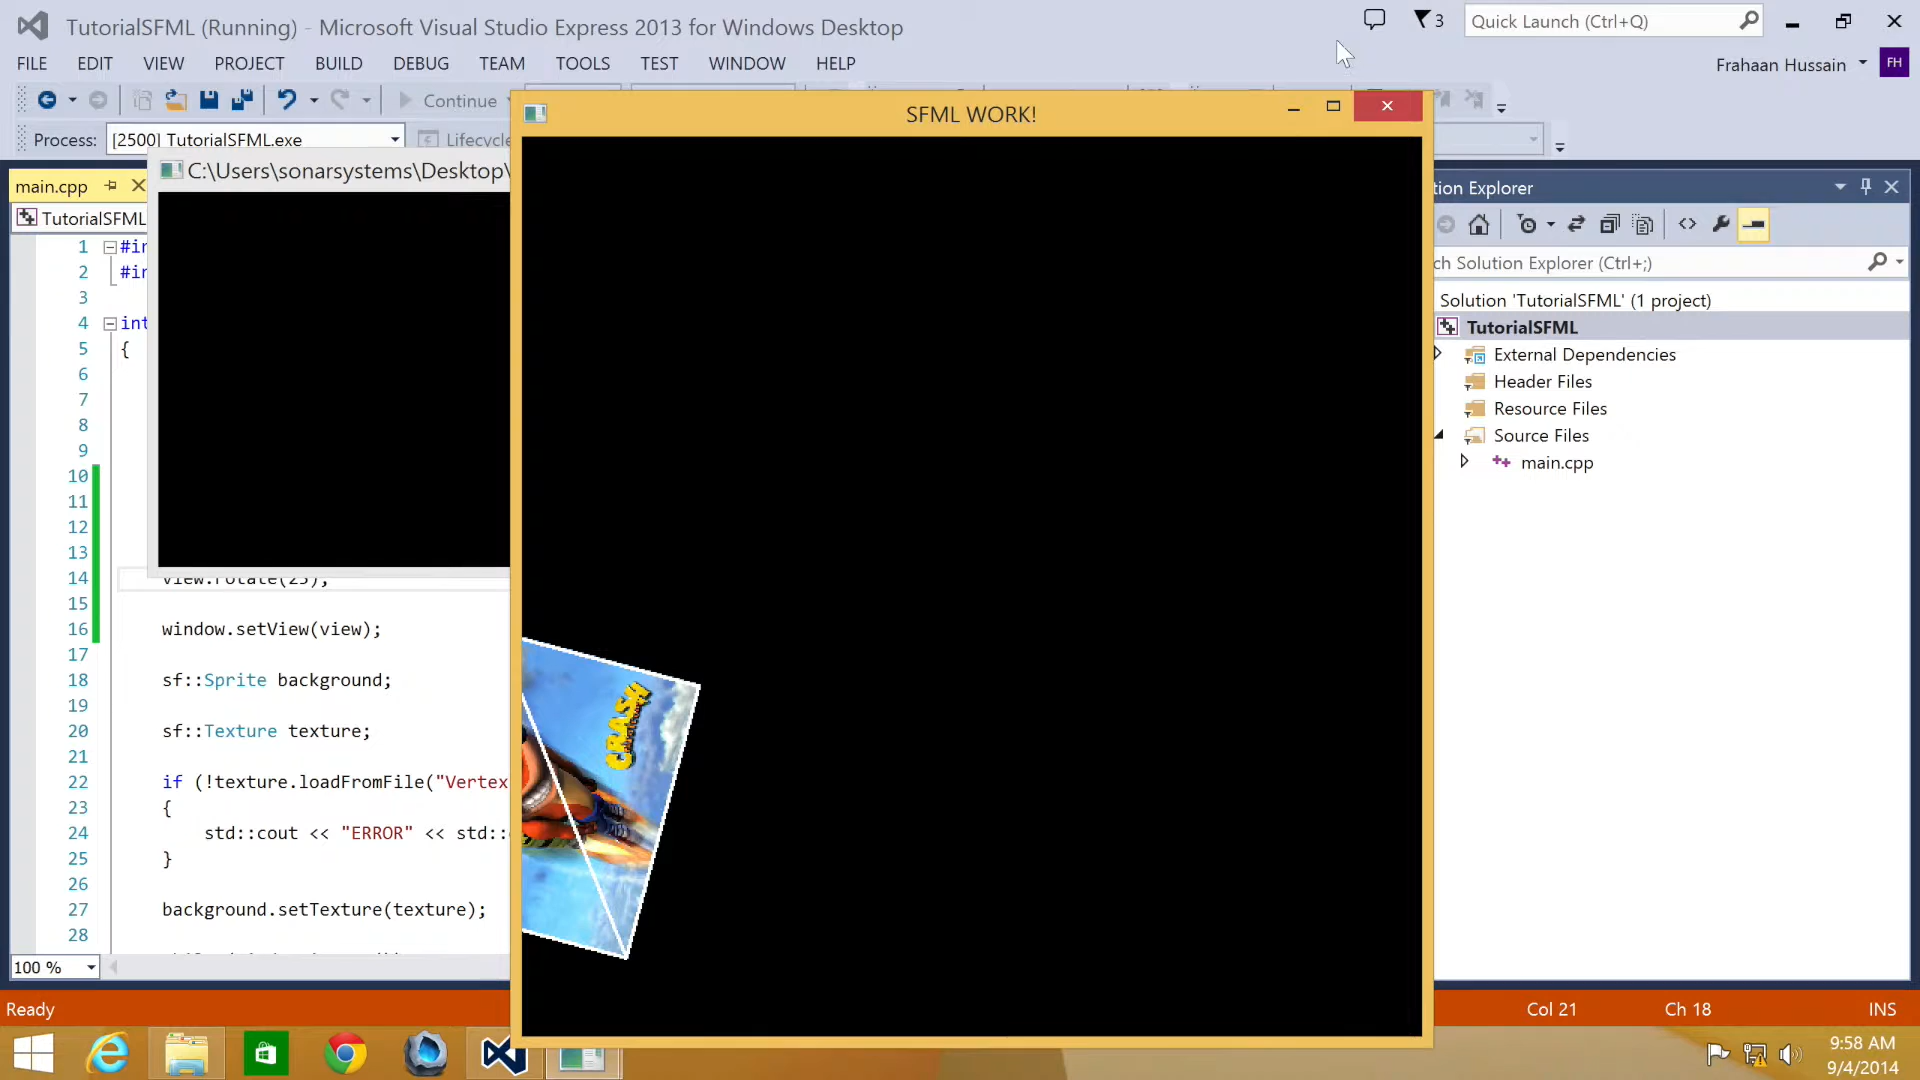 TutorialSFML (Running) - Microsoft Visual Studio Express 2013 for Windows Desktop
3
Quick Launch (Ctrl+Q)
FILE EDIT VIEW PROJECT BUILD DEBUG TEAM TOOLS TEST WINDOW HELP
Frahaan Hussain
FH
Continue
Process: [2500] TutorialSFML.exe
Lifecycle
SFML WORK!
C:\Users\sonarsystems\Desktop\
main.cpp
TutorialSFML
1 #in
2 #in
3
4 int
5 {
6
7
8
9
10
11
12
13
14 view.rotate(25);
15
16 window.setView(view);
17
18 sf::Sprite background;
19
20 sf::Texture texture;
21
22 if (!texture.loadFromFile("Vertex
23 {
24 std::cout << "ERROR" << std::
25 }
26
27 background.setTexture(texture);
28
100 %
CRASH
tion Explorer
ch Solution Explorer (Ctrl+;)
Solution 'TutorialSFML' (1 project)
TutorialSFML
External Dependencies
Header Files
Resource Files
Source Files
main.cpp
Ready
Col 21
Ch 18
INS
9:58 AM
9/4/2014